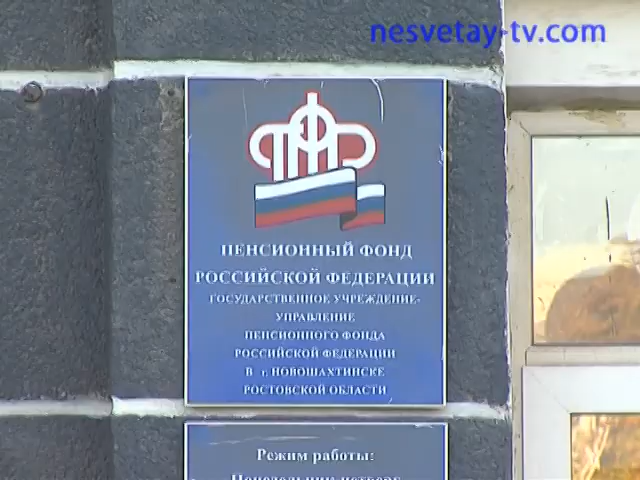 nesvetay-tv.com
ПЕНСИОННЫЙ ФОНД
РОССИЙСКОЙ ФЕДЕРАЦИИ
ГОСУДАРСТВЕННОЕ УЧРЕЖДЕНИЕ-
УПРАВЛЕНИЕ
ПЕНСИОННОГО ФОНДА
РОССИЙСКОЙ ФЕДЕРАЦИИ
В г. НОВОШАХТИНСКЕ
РОСТОВСКОЙ ОБЛАСТИ
Режим работы: